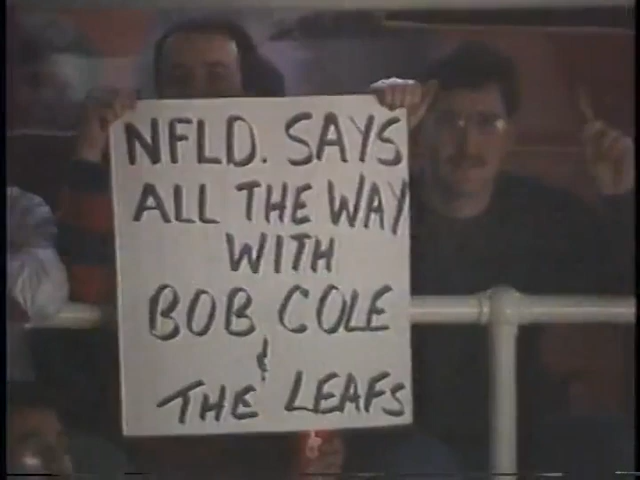 NFLD. SAYS
ALL THE WAY
WITH
BOB COLE
&
THE LEAFS